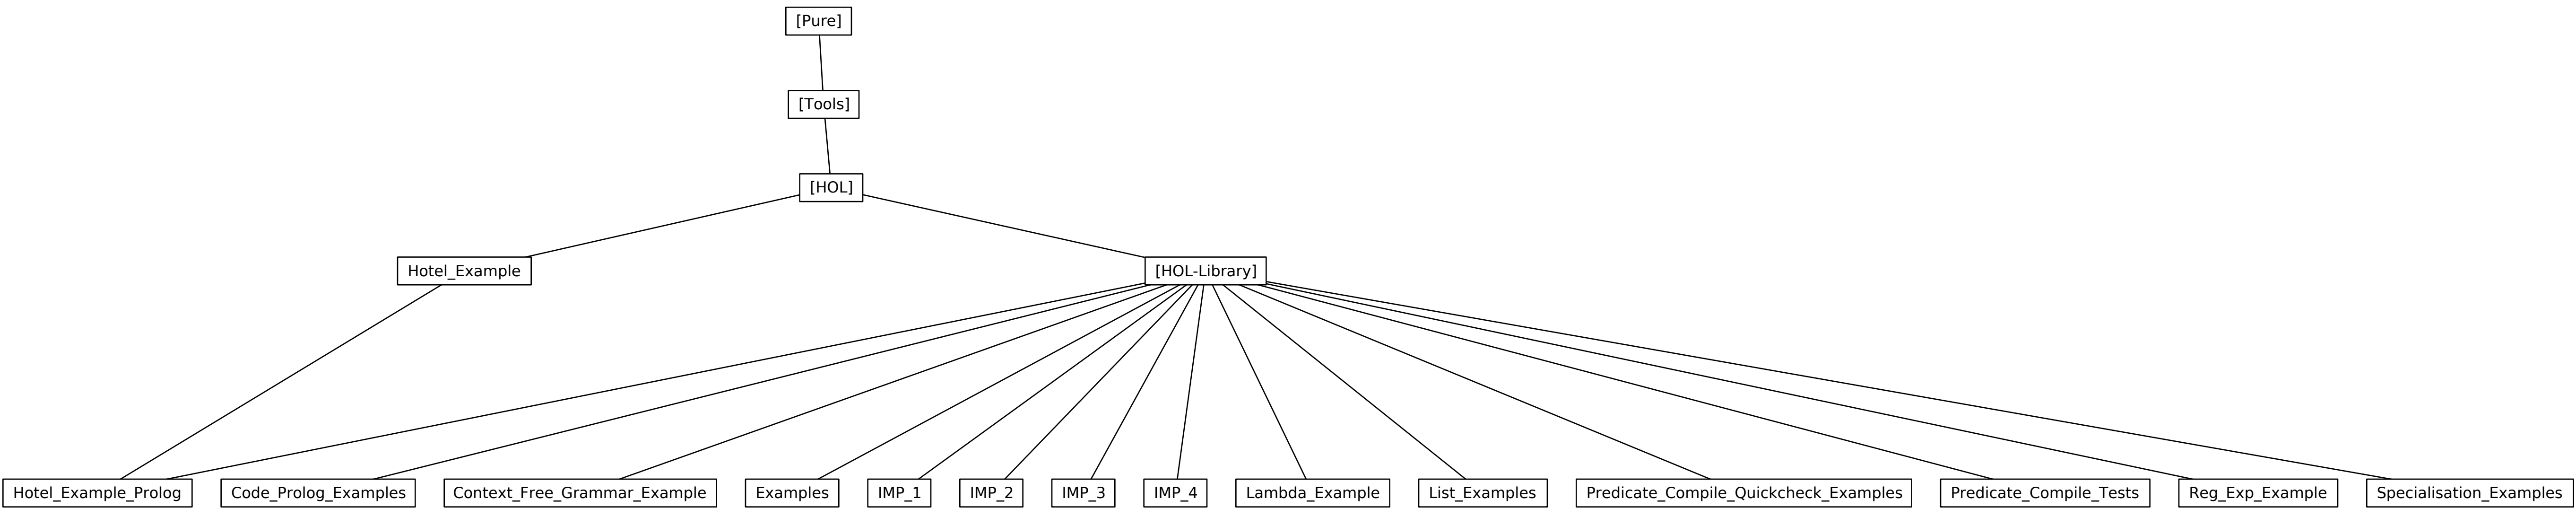 [Pure]
[Tools]
[HOL]
Hotel_Example
[HOL-Library]
Hotel_Example_Prolog
Code_Prolog_Examples
Context_Free_Grammar_Example
Examples
IMP_1
IMP_2
IMP_3
IMP_4
Lambda_Example
List_Examples
Predicate_Compile_Quickcheck_Examples
Predicate_Compile_Tests
Reg_Exp_Example
Specialisation_Examples